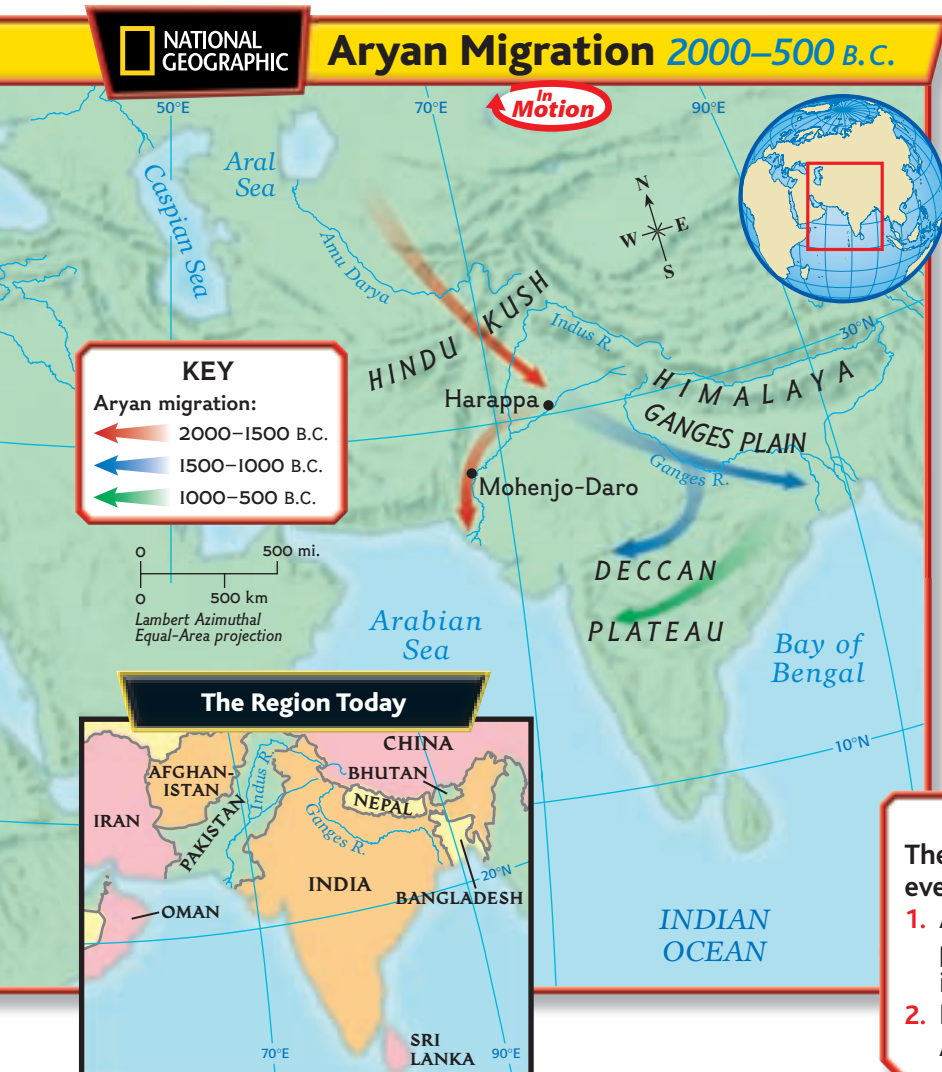 NATIONAL
GEOGRAPHIC
Aryan Migration 2000–500 B.C.
In
Motion
50°E
70°E
90°E
Aral
Sea
Caspian Sea
Amu Darya
N
W E
S
HINDU KUSH
Indus R.
30°N
HIMALAYA
Harappa
GANGES PLAIN
Ganges R.
Mohenjo-Daro
KEY
Aryan migration:
2000–1500 B.C.
1500–1000 B.C.
1000–500 B.C.
0 500 mi.
0 500 km
Lambert Azimuthal
Equal-Area projection
DECCAN
PLATEAU
Arabian
Sea
Bay of
Bengal
10°N
INDIAN
OCEAN
The Region Today
CHINA
AFGHAN-
ISTAN
BHUTAN
NEPAL
IRAN
PAKISTAN
Indus R.
Ganges R.
INDIA
20°N
BANGLADESH
OMAN
SRI
LANKA
70°E
90°E
The
eve
1. A
i
2.